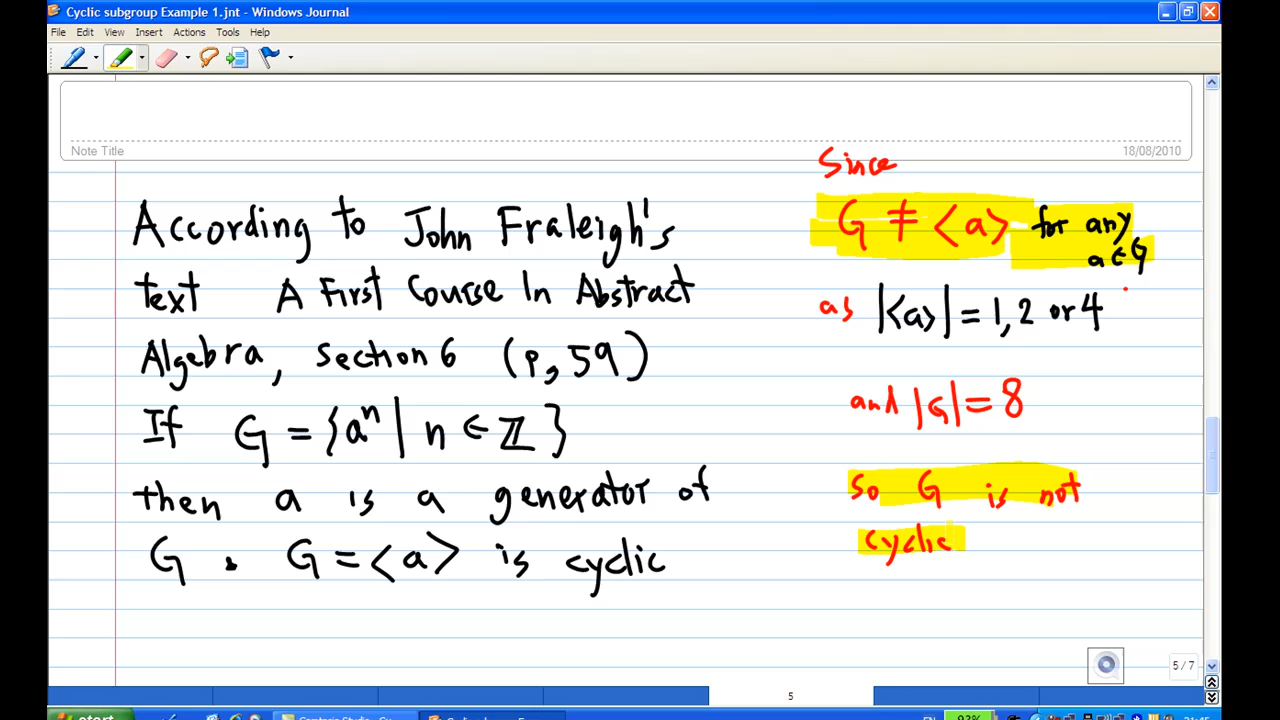 Cyclic subgroup Example 1.jnt - Windows Journal
File Edit View Insert Actions Tools Help
Note Title
18/08/2010
According to John Fraleigh's
text A First Course In Abstract
Algebra, section 6 (p, 59)
If G = {aⁿ | n ∈ ℤ}
then a is a generator of
G . G = <a> is cyclic
Since
G ≠ <a> for any
a ∈ G
as |<a>| = 1, 2 or 4
and |G| = 8
So G is not
cyclic
5 / 7
5
start
EN
93%